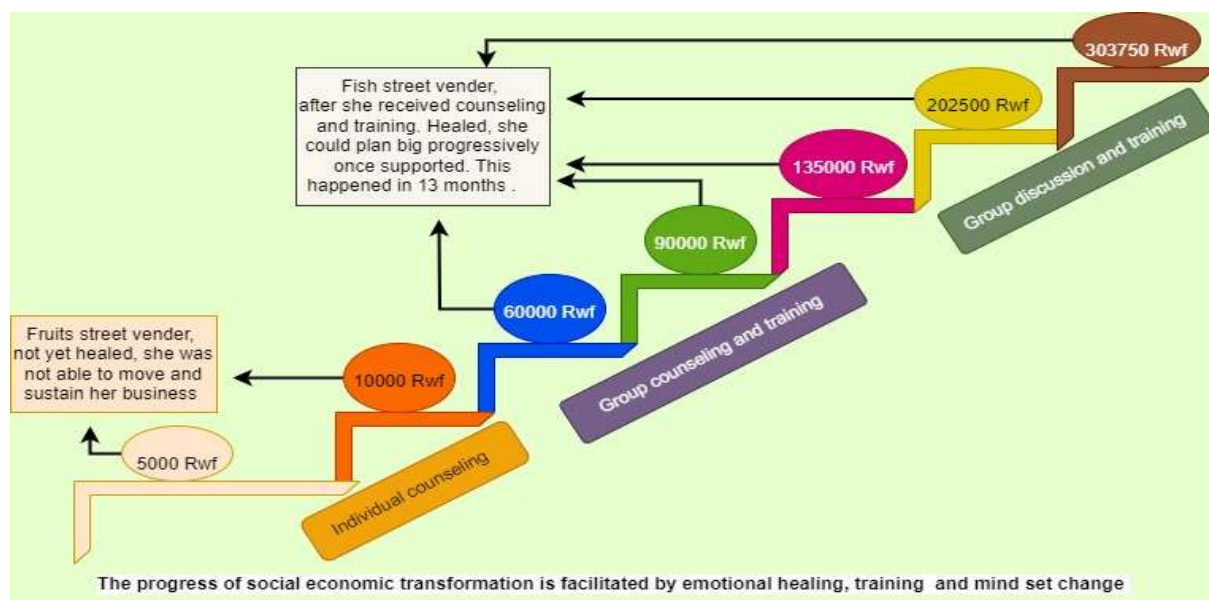 303750 Rwf
Fish street vender,
after she received counseling
and training. Healed, she
could plan big progressively
once supported. This
happened in 13 months .
202500 Rwf
135000 Rwf
Group discussion and training
90000 Rwf
60000 Rwf
Group counseling and training
Fruits street vender,
not yet healed, she was
not able to move and
sustain her business
10000 Rwf
5000 Rwf
Individual counseling
The progress of social economic transformation is facilitated by emotional healing, training and mind set change